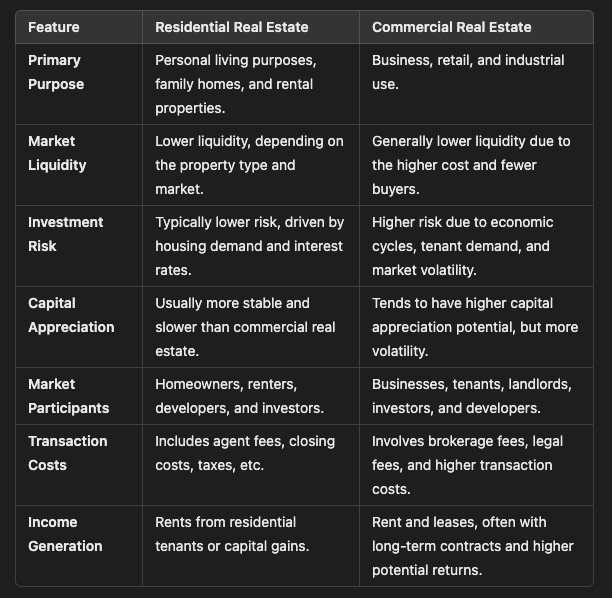 Feature
Residential Real Estate
Commercial Real Estate
Primary
Purpose
Personal living purposes,
family homes, and rental
properties.
Business, retail, and industrial
use.
Market
Liquidity
Lower liquidity, depending on
the property type and
market.
Generally lower liquidity due to
the higher cost and fewer
buyers.
Investment
Risk
Typically lower risk, driven by
housing demand and interest
rates.
Higher risk due to economic
cycles, tenant demand, and
market volatility.
Capital
Appreciation
Usually more stable and
slower than commercial real
estate.
Tends to have higher capital
appreciation potential, but more
volatility.
Market
Participants
Homeowners, renters,
developers, and investors.
Businesses, tenants, landlords,
investors, and developers.
Transaction
Costs
Includes agent fees, closing
costs, taxes, etc.
Involves brokerage fees, legal
fees, and higher transaction
costs.
Income
Generation
Rents from residential
tenants or capital gains.
Rent and leases, often with
long-term contracts and higher
potential returns.